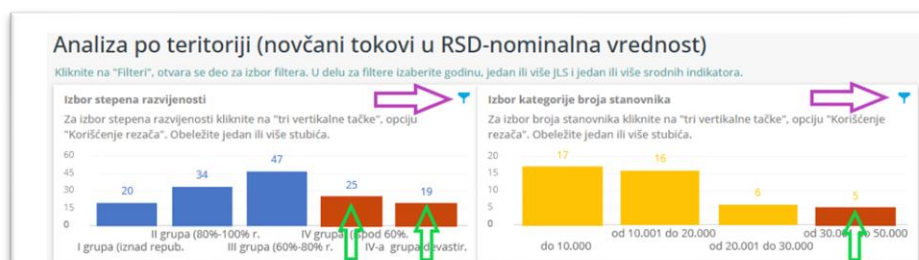 Analiza po teritoriji (novčani tokovi u RSD-nominalna vrednost)
Kliknite na "Filteri", otvara se deo za izbor filtera. U delu za filtere izaberite godinu, jedan ili više JLS i jedan ili više srodnih indikatora.
Izbor stepena razvijenosti
Za izbor stepena razvijenosti kliknite na "tri vertikalne tačke", opciju
"Korišćenje rezača". Obeležite jedan ili više stubića.
60
45
30
15
0
20
34
47
25
19
II grupa (80%-100% r.
IV grupa (ispod 60%.
I grupa (iznad repub.
III grupa (60%-80% r.
IV-a grupa devastir.
Izbor kategorije broja stanovnika
Za izbor broja stanovnika kliknite na "tri vertikalne tačke", opciju "Korišćenje
rezača". Obeležite jedan ili više stubića.
20
15
10
5
0
17
16
6
5
od 10.001 do 20.000
od 30.001 do 50.000
do 10.000
od 20.001 do 30.000